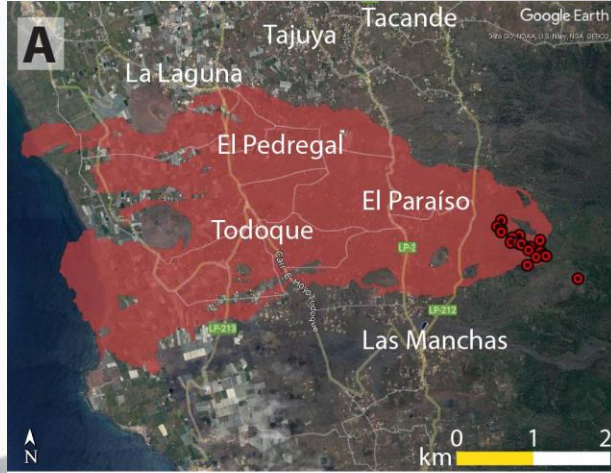 A
Google Earth
Tacande
Tajuya
La Laguna
El Pedregal
El Paraíso
Todoque
LP-2
LP-213
LP-212
Las Manchas
N
0 1 2
km